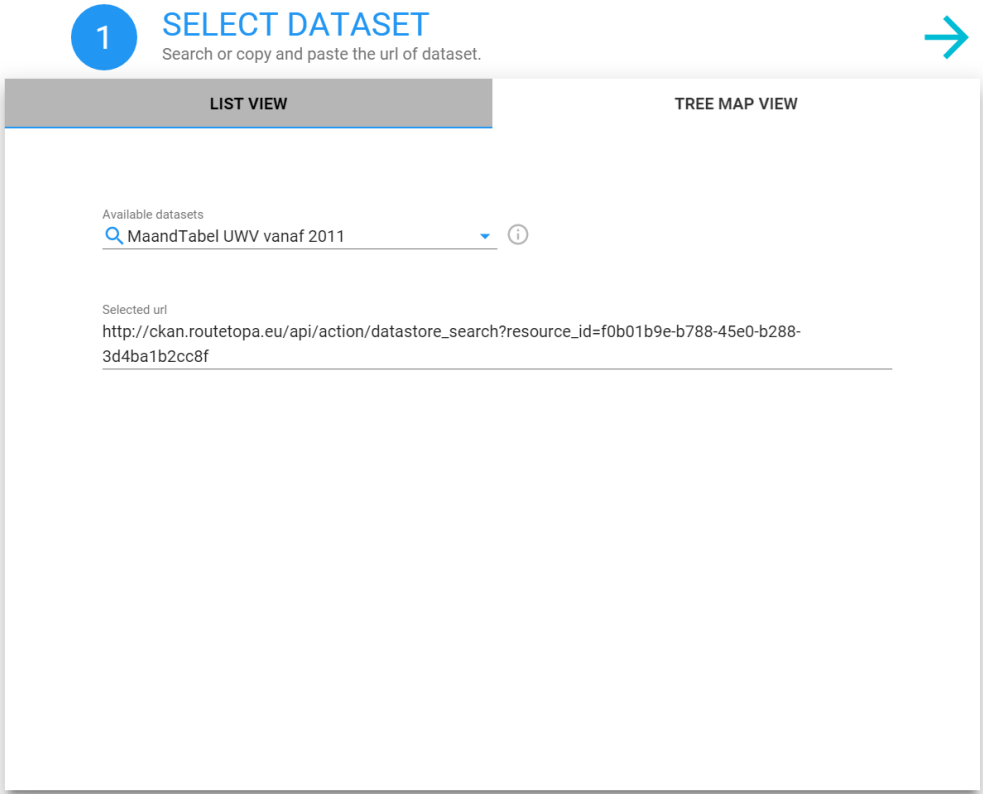 1
SELECT DATASET
Search or copy and paste the url of dataset.
LIST VIEW
TREE MAP VIEW
Available datasets
MaandTabel UWV vanaf 2011
Selected url
http://ckan.routetopa.eu/api/action/datastore_search?resource_id=f0b01b9e-b788-45e0-b288-
3d4ba1b2cc8f